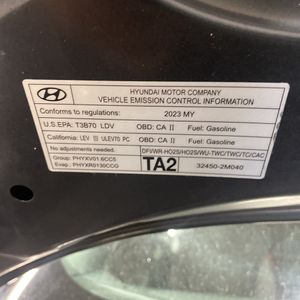 HYUNDAI MOTOR COMPANY
VEHICLE EMISSION CONTROL INFORMATION
Conforms to regulations: 2023 MY
U.S.EPA: T3B70 LDV OBD: CA II Fuel: Gasoline
California: LEV III ULEV70 PC OBD: CA II Fuel: Gasoline
No adjustments needed. DFI/WR-HO2S/HO2S/WU-TWC/TWC/TC/CAC
Group: PHYXV01.6CC5 TA2 32450-2M040
Evap: PHYXR0130CCG